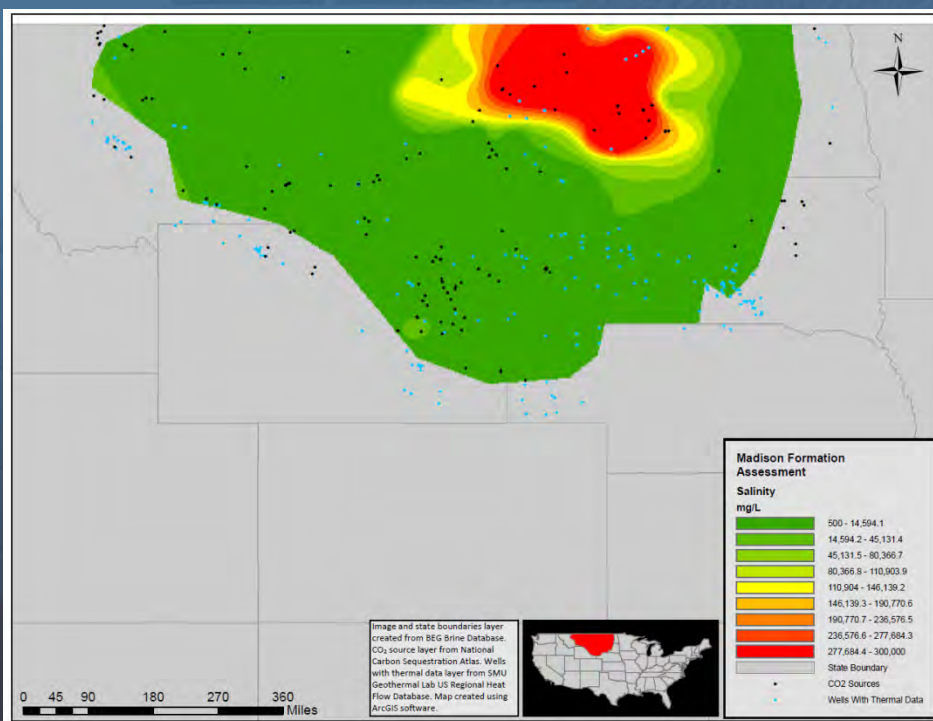 N
Madison Formation
Assessment
Salinity
mg/L
500 - 14,594.1
14,594.2 - 45,131.4
45,131.5 - 80,366.7
80,366.8 - 110,903.9
110,904 - 146,139.2
146,139.3 - 190,770.6
190,770.7 - 236,576.5
236,576.6 - 277,684.3
277,684.4 - 300,000
State Boundary
CO2 Sources
Wells With Thermal Data
Image and state boundaries layer
created from BEG Brine Database.
CO₂ source layer from National
Carbon Sequestration Atlas. Wells
with thermal data layer from SMU
Geothermal Lab US Regional Heat
Flow Database. Map created using
ArcGIS software.
0 45 90 180 270 360
Miles